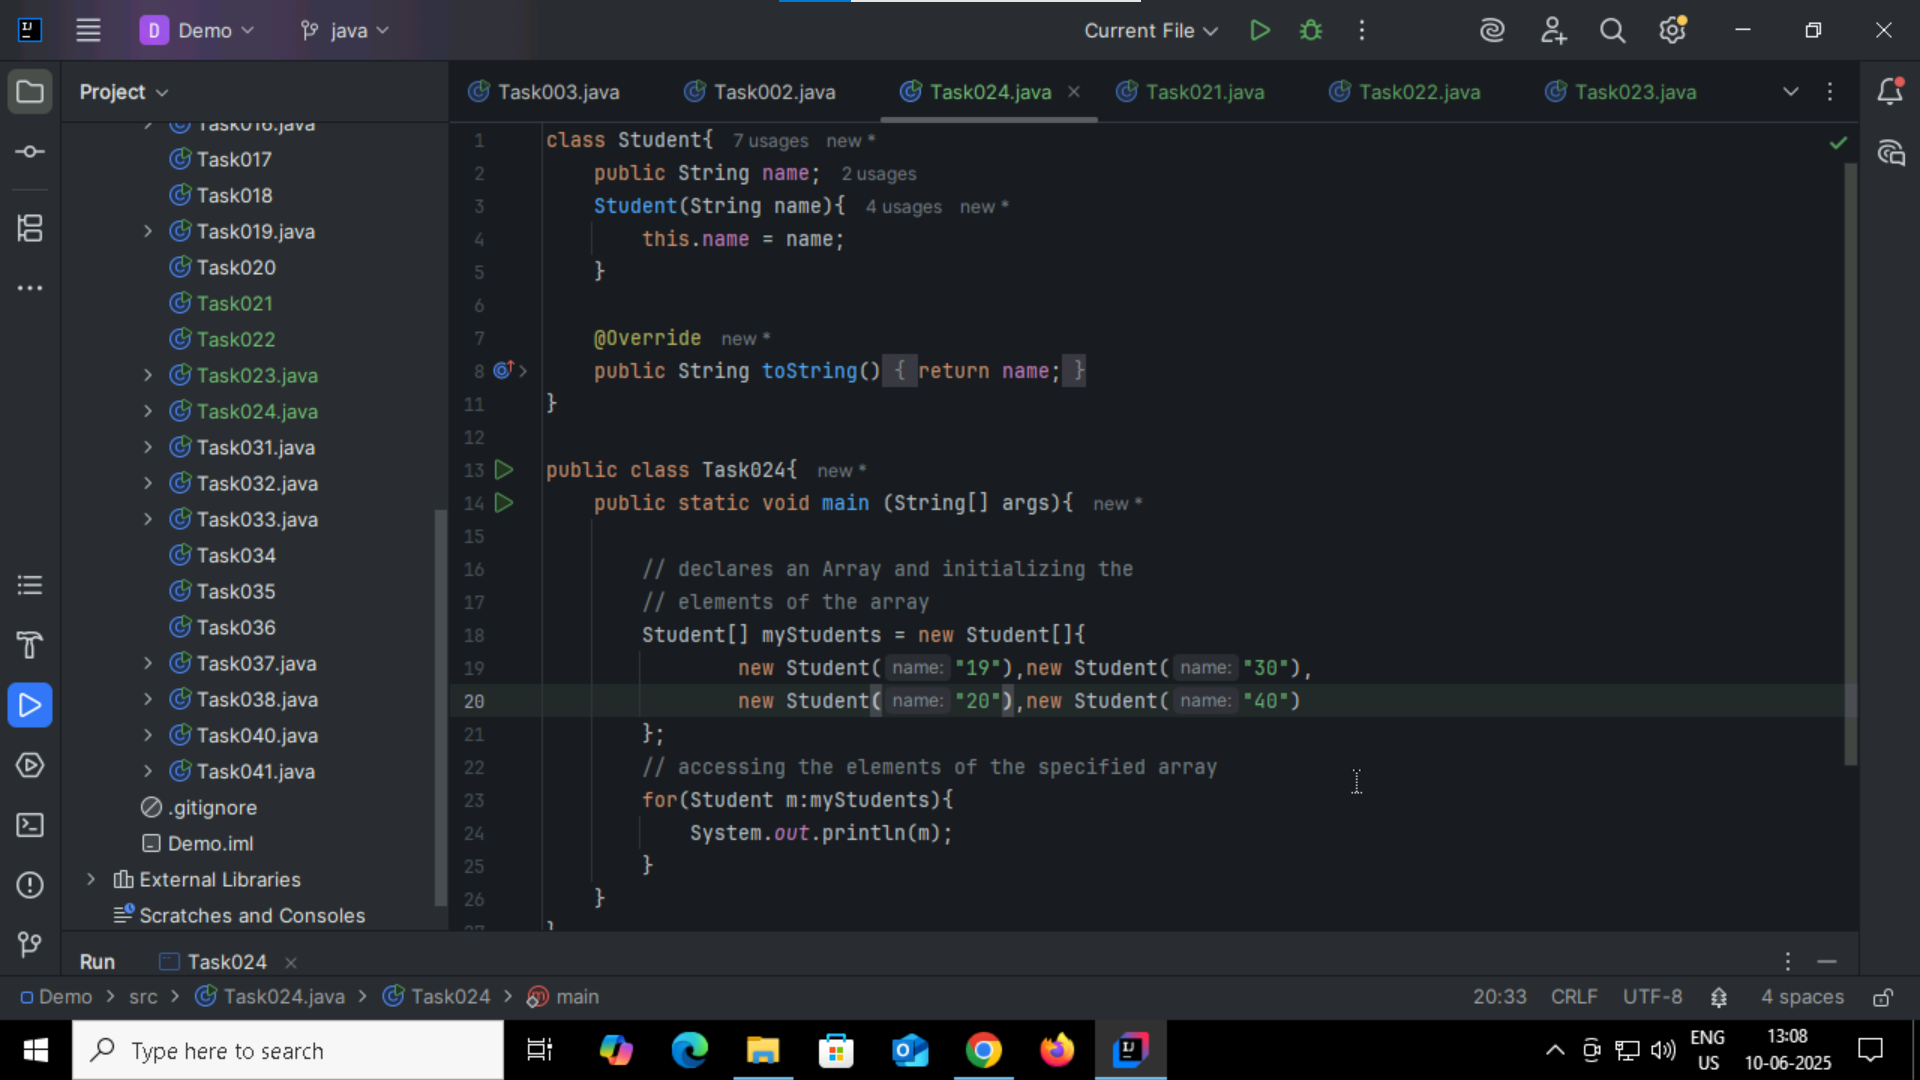 D Demo java Current File
Project
Task003.java Task002.java Task024.java Task021.java Task022.java Task023.java
Task016.java
Task017
Task018
Task019.java
Task020
Task021
Task022
Task023.java
Task024.java
Task031.java
Task032.java
Task033.java
Task034
Task035
Task036
Task037.java
Task038.java
Task040.java
Task041.java
.gitignore
Demo.iml
External Libraries
Scratches and Consoles
1 class Student{ 7 usages new *
2 public String name; 2 usages
3 Student(String name){ 4 usages new *
4 this.name = name;
5 }
6
7 @Override new *
8 public String toString() { return name; }
11 }
12
13 public class Task024{ new *
14 public static void main (String[] args){ new *
15
16 // declares an Array and initializing the
17 // elements of the array
18 Student[] myStudents = new Student[]{
19 new Student( name: "19"),new Student( name: "30"),
20 new Student( name: "20"),new Student( name: "40")
21 };
22 // accessing the elements of the specified array
23 for(Student m:myStudents){
24 System.out.println(m);
25 }
26 }
27 }
Run Task024
Demo > src > Task024.java > Task024 > main 20:33 CRLF UTF-8 4 spaces
Type here to search
ENG
US
13:08
10-06-2025